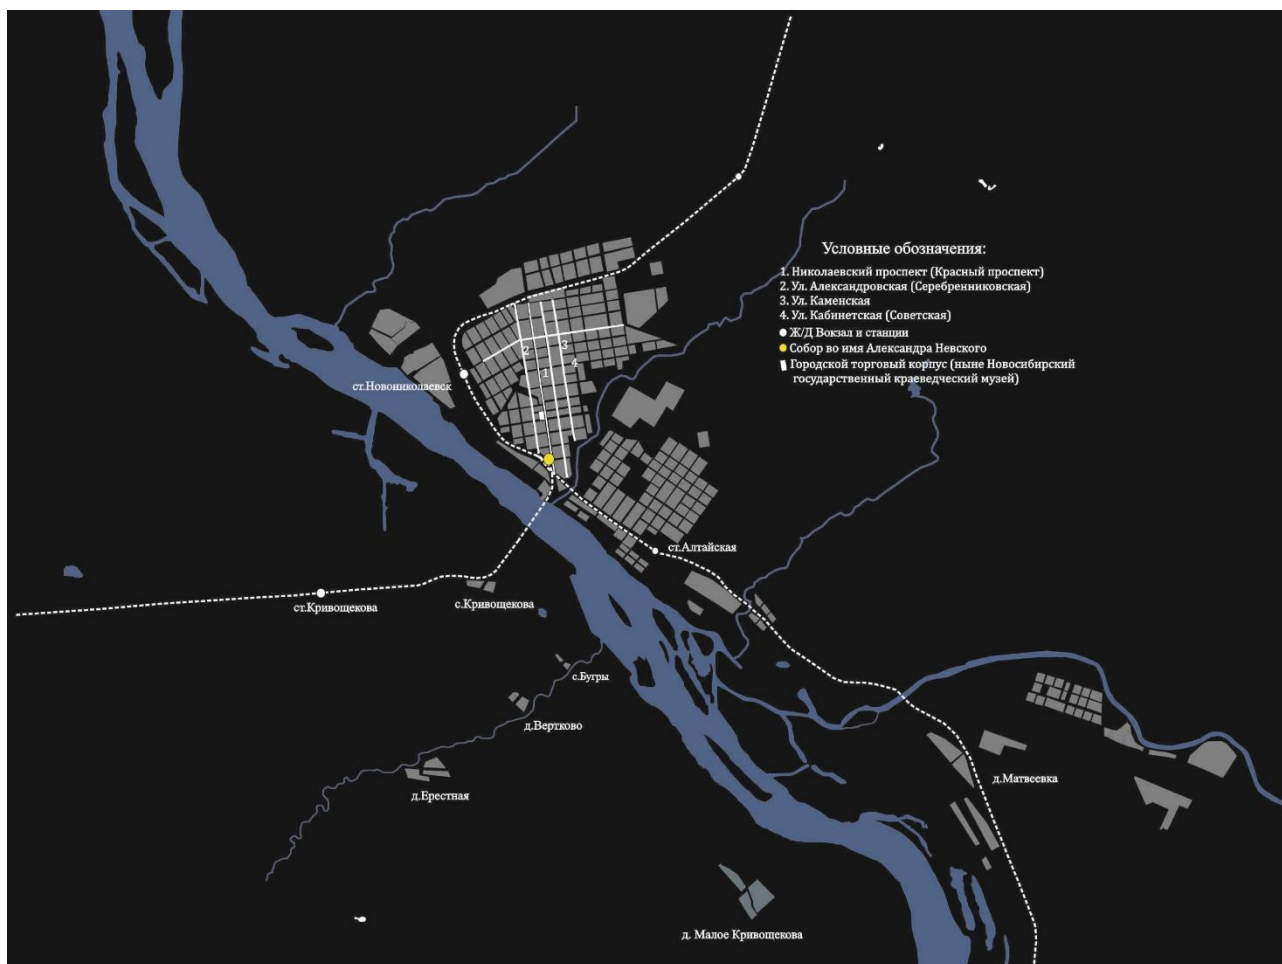 Условные обозначения:
1. Николаевский проспект (Красный проспект)
2. Ул. Александровская (Серебренниковская)
3. Ул. Каменская
4. Ул. Кабинетская (Советская)
Ж/Д Вокзал и станции
Собор во имя Александра Невского
Городской торговый корпус (ныне Новосибирский
государственный краеведческий музей)
3
2
4
1
ст.Новониколаевск
ст.Алтайская
ст.Кривощекова
с.Кривощекова
с.Бугры
д.Вертково
д.Ерестная
д.Матвеевка
д. Малое Кривощекова